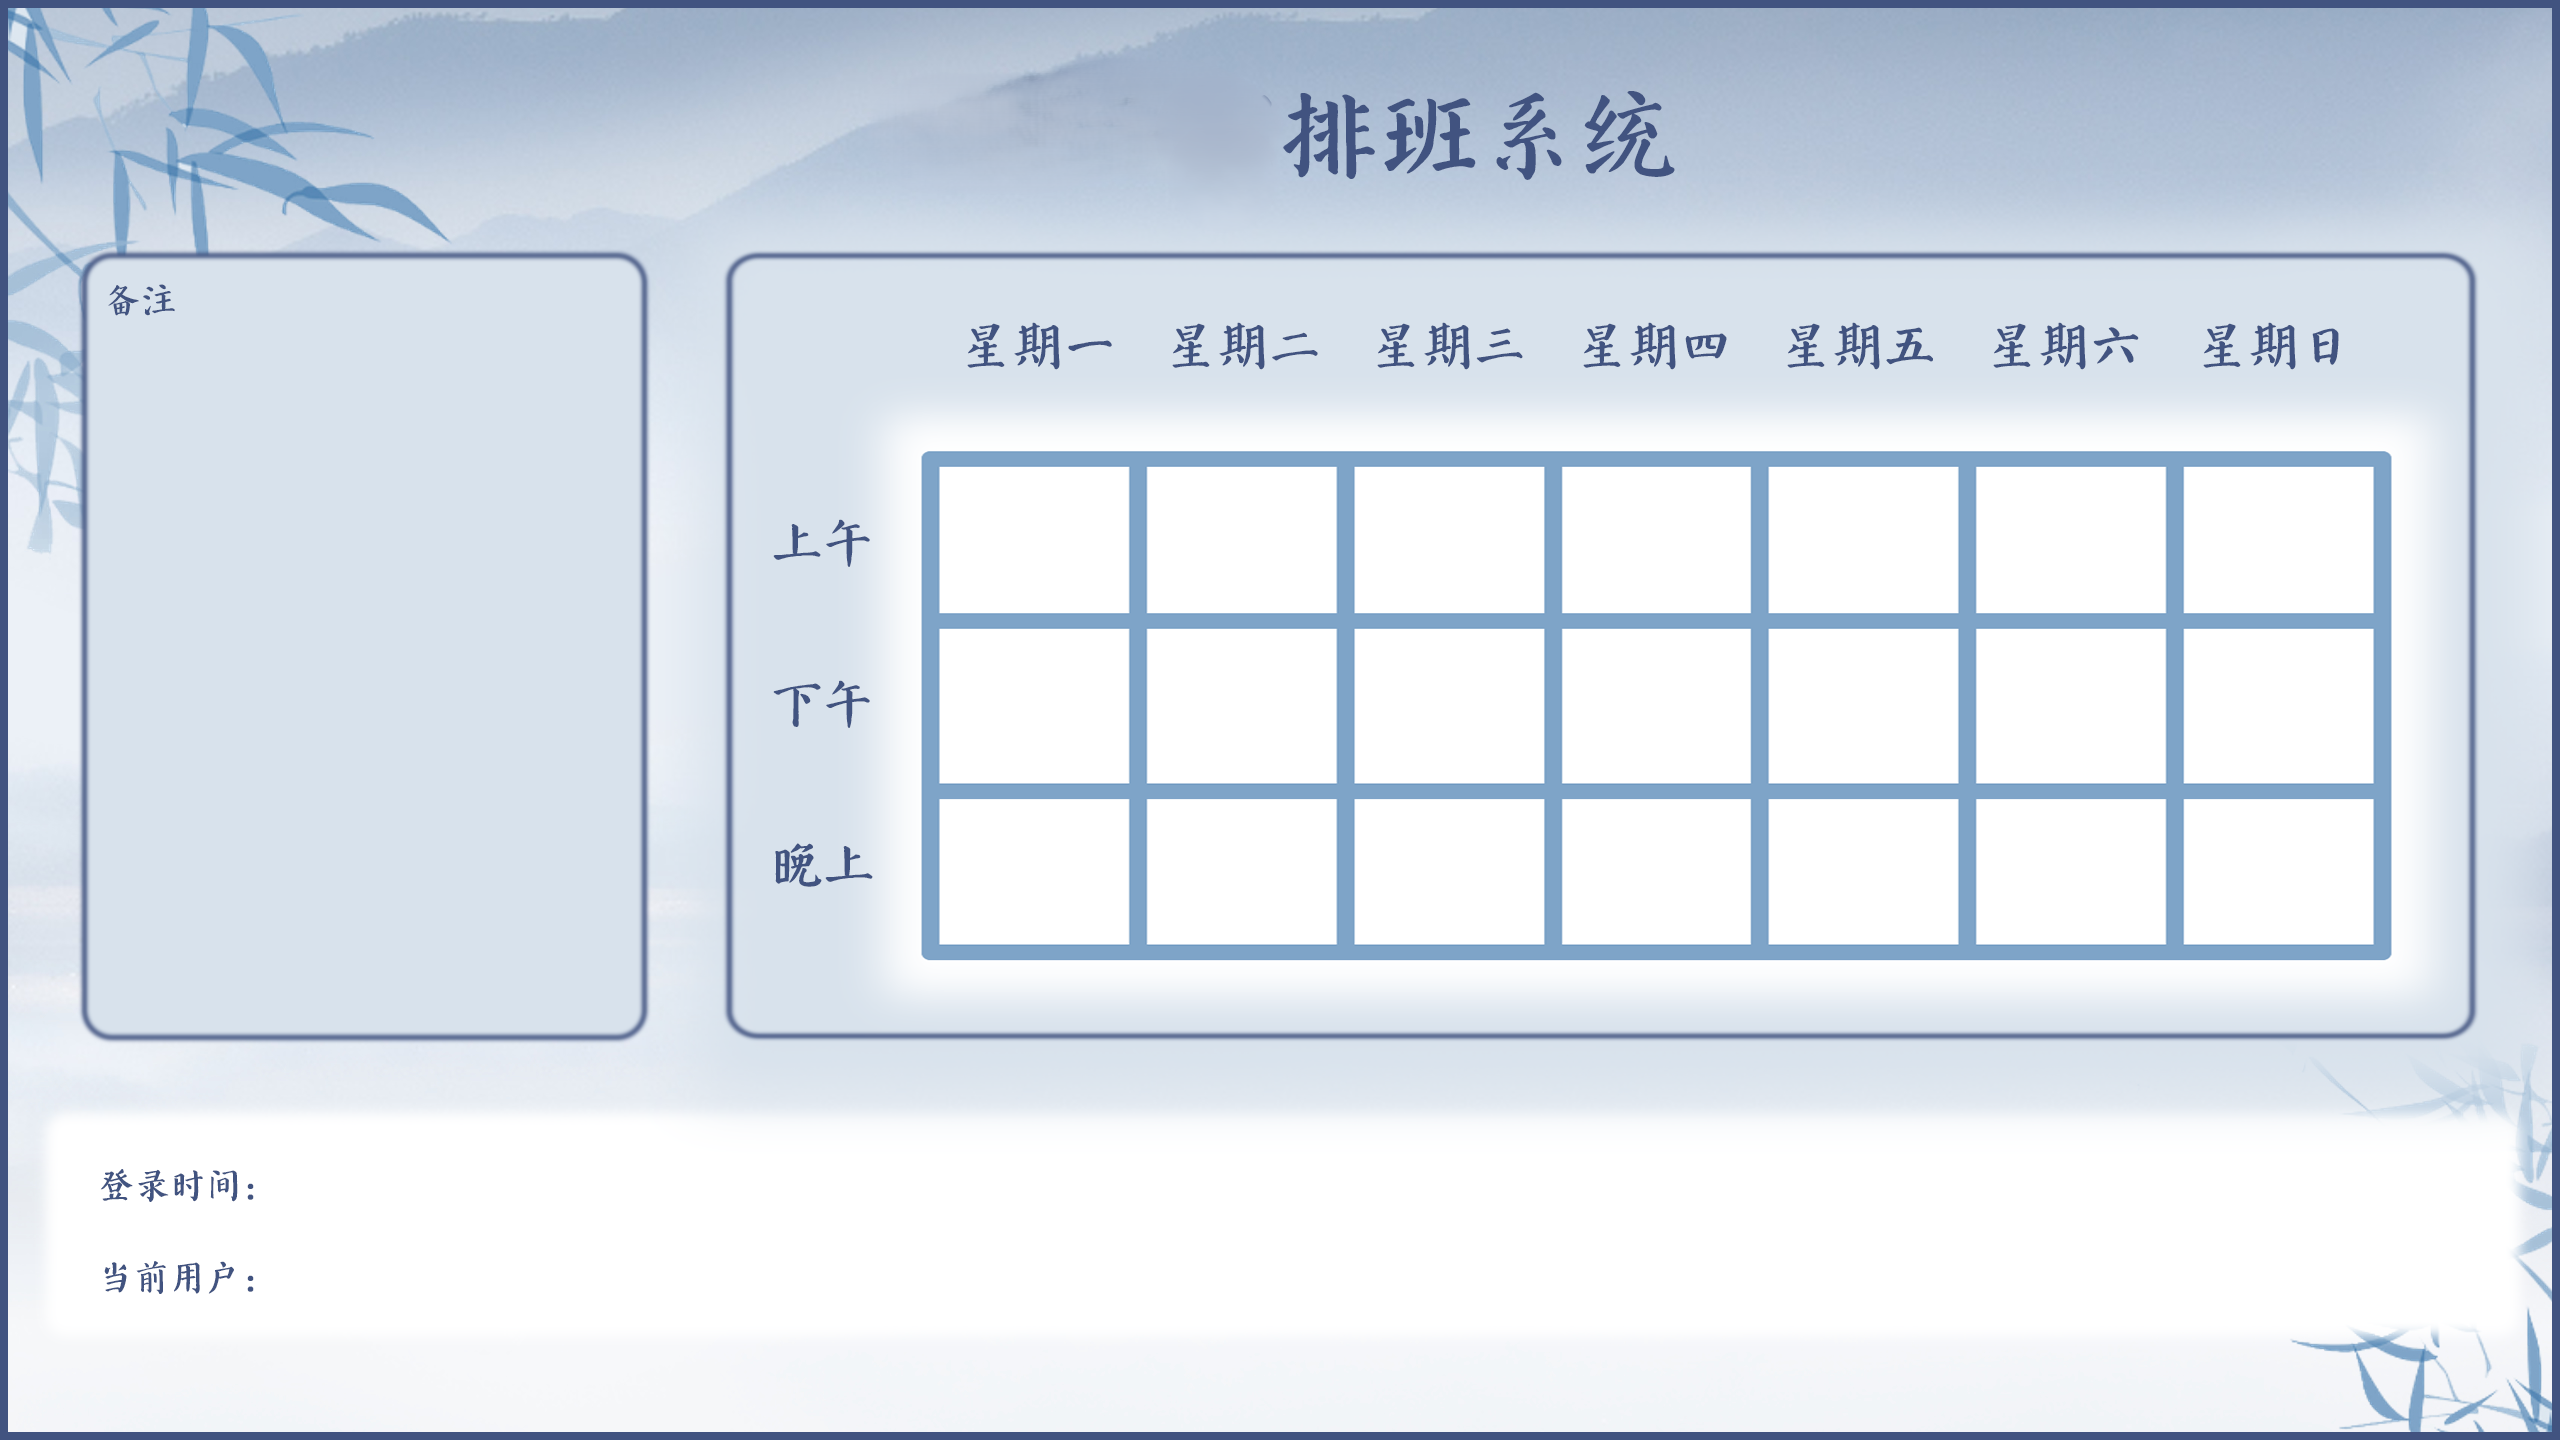 排班系统
备注
星期一 星期二 星期三 星期四 星期五 星期六 星期日
上午
下午
晚上
登录时间：
当前用户：